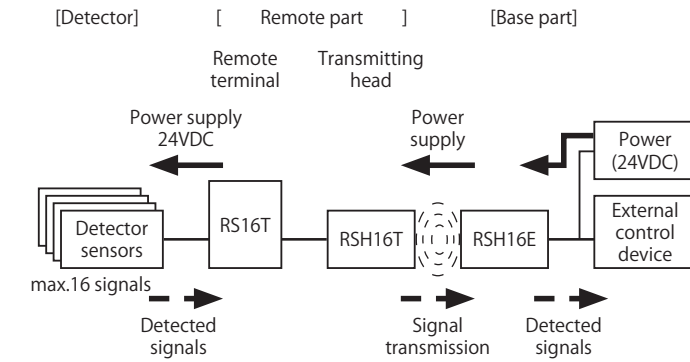 [Detector] [ Remote part ] [Base part]
Remote
terminal
Transmitting
head
Power supply
24VDC
Power
supply
Power
(24VDC)
Detector
sensors
RS16T
RSH16T
RSH16E
External
control
device
max.16 signals
Detected
signals
Signal
transmission
Detected
signals